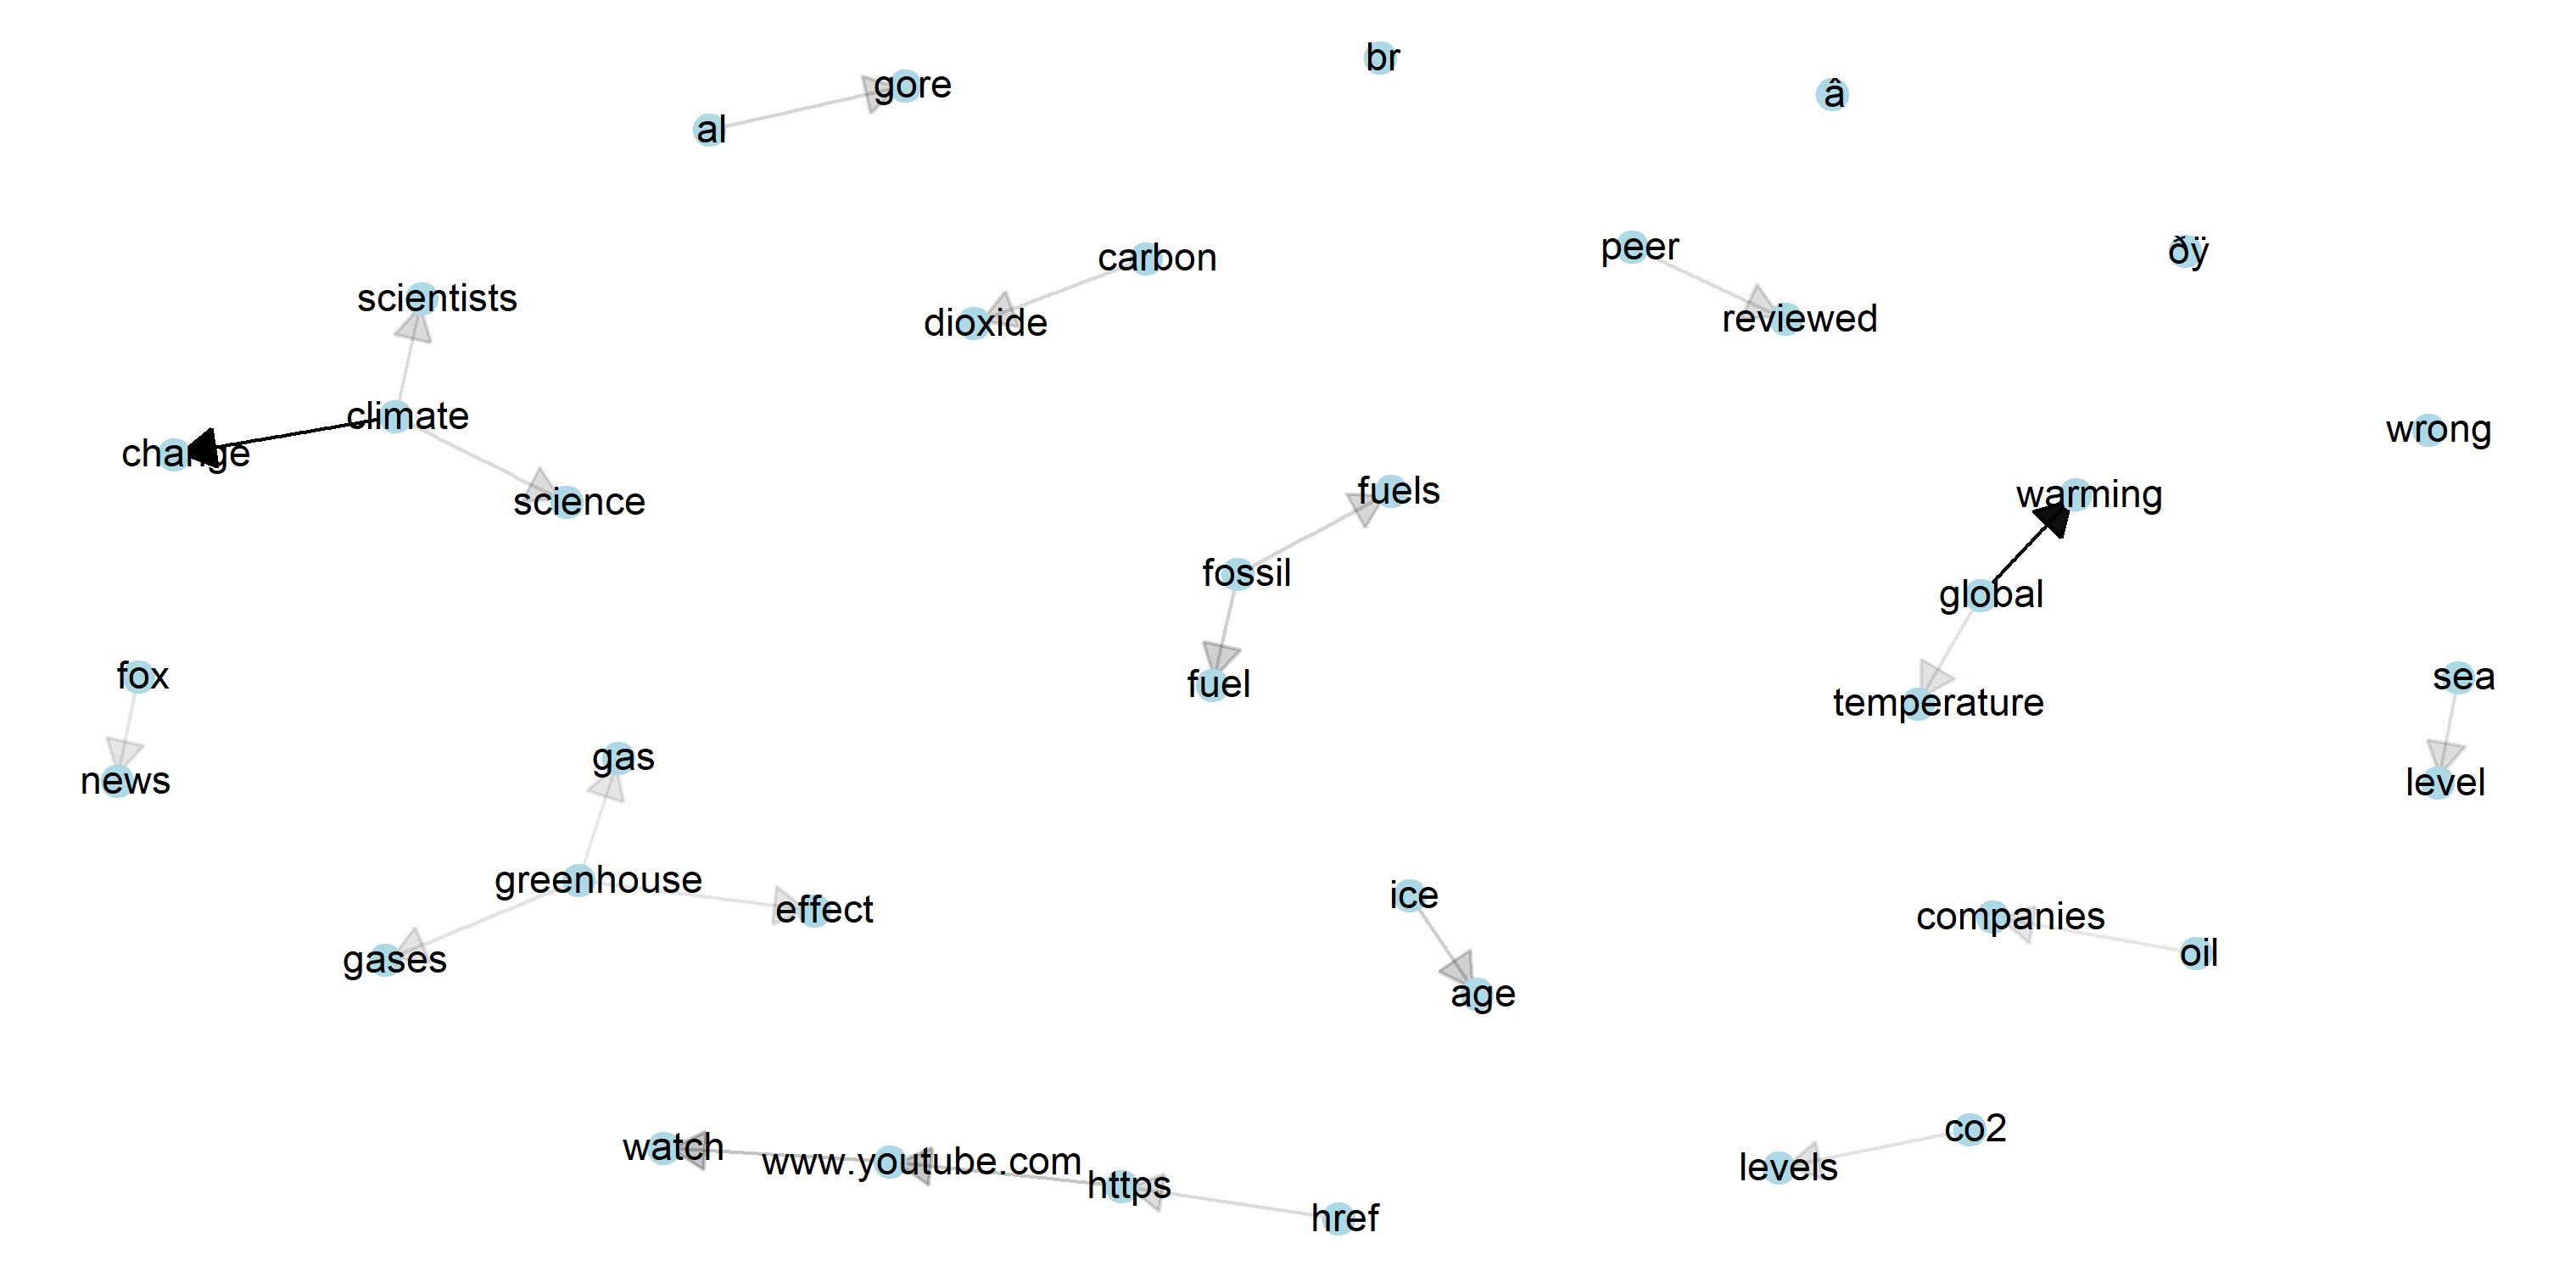 br
gore
â
al
peer
ðÿ
carbon
scientists
reviewed
dioxide
climate
wrong
change
fuels
warming
science
fossil
global
fox
sea
fuel
temperature
gas
news
level
greenhouse
ice
effect
companies
oil
gases
age
co2
watch
www.youtube.com
levels
https
href